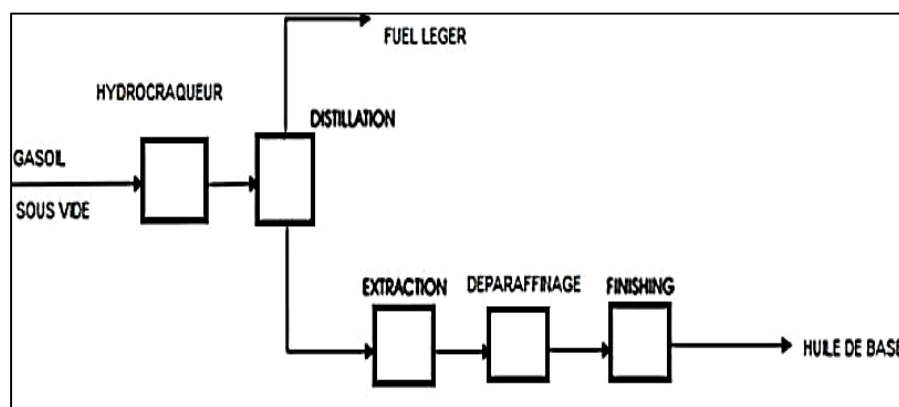 FUEL LEGER
HYDROCRAQUEUR
DISTILLATION
GASOIL
SOUS VIDE
EXTRACTION
DEPARAFFINAGE
FINISHING
HUILE DE BASE